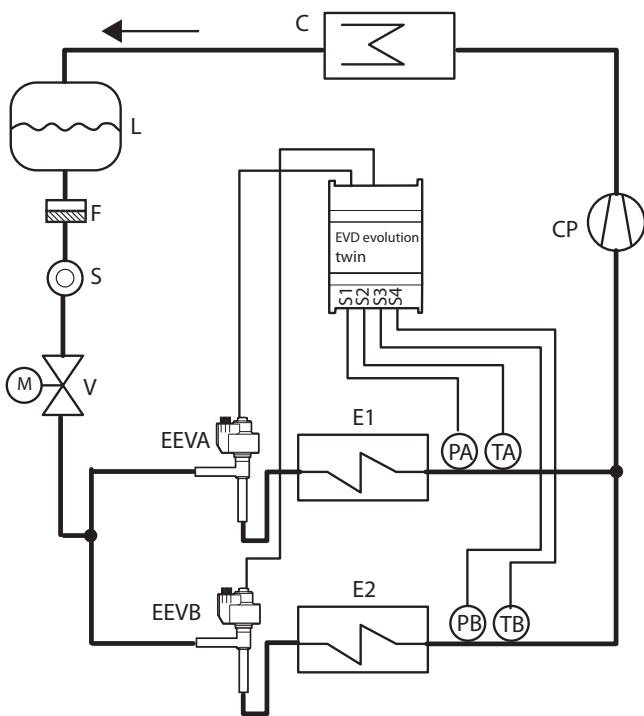 C
L
F
S
M
V
CP
EVD evolution
twin
S1
S2
S3
S4
EEVA
E1
PA
TA
EEVB
E2
PB
TB